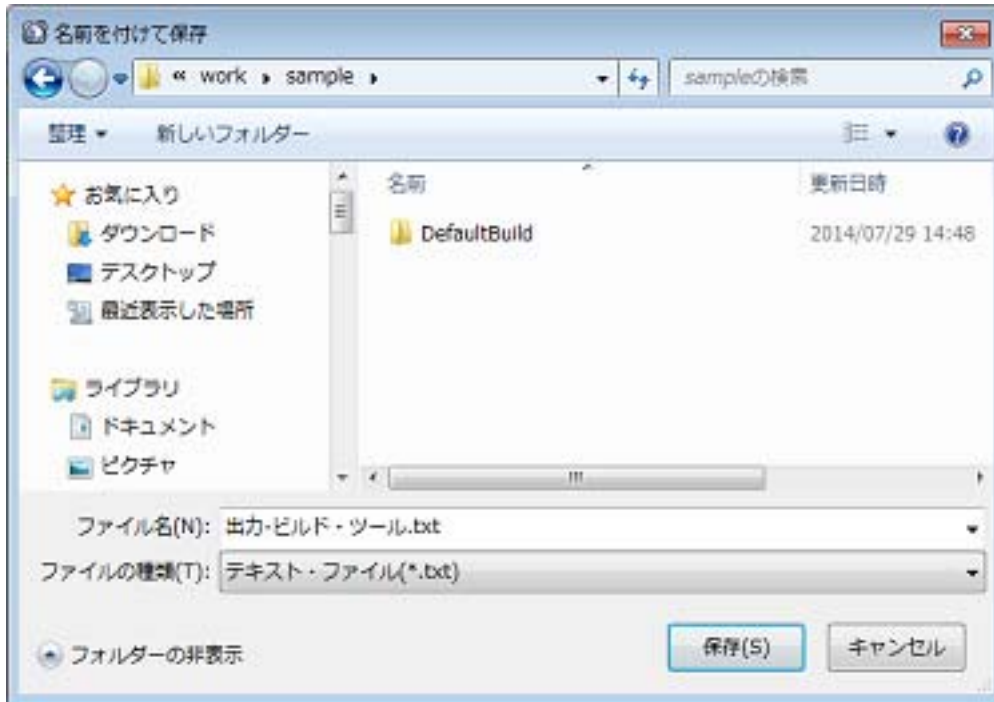 名前を付けて保存
« work ▸ sample ▸
sampleの検索
整理 新しいフォルダー
名前 更新日時
お気に入り
ダウンロード
デスクトップ
最近表示した場所
ライブラリ
ドキュメント
ピクチャ
DefaultBuild 2014/07/29 14:48
ファイル名(N): 出力-ビルド・ツール.txt
ファイルの種類(T): テキスト・ファイル(*.txt)
フォルダーの非表示
保存(S) キャンセル